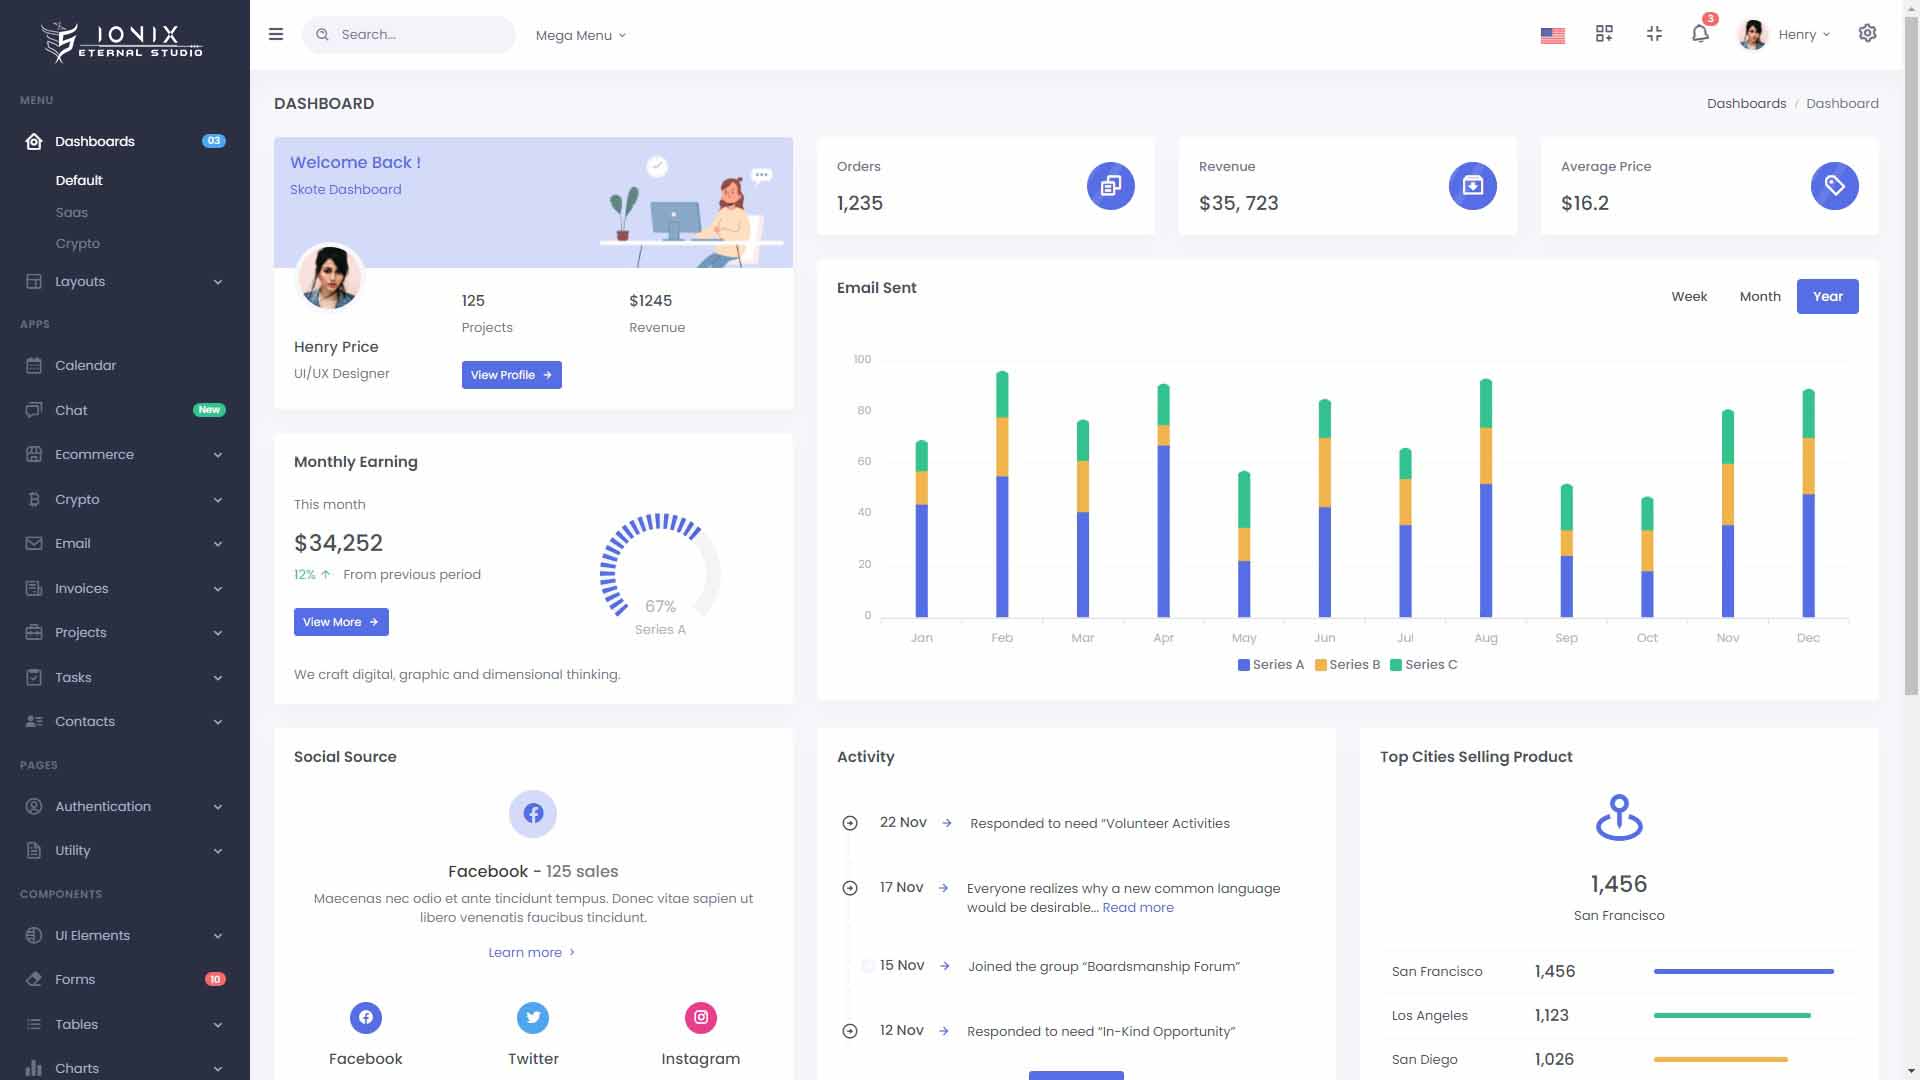 IONIX
ETERNAL STUDIO
Search...
Mega Menu
3
Henry
MENU
Dashboards
03
Default
Saas
Crypto
Layouts
APPS
Calendar
Chat
New
Ecommerce
Crypto
Email
Invoices
Projects
Tasks
Contacts
PAGES
Authentication
Utility
COMPONENTS
UI Elements
Forms
10
Tables
Charts
DASHBOARD
Dashboards / Dashboard
Welcome Back !
Skote Dashboard
125
Projects
$1245
Revenue
Henry Price
UI/UX Designer
View Profile
Orders
1,235
Revenue
$35, 723
Average Price
$16.2
Monthly Earning
This month
$34,252
12% From previous period
View More
67%
Series A
We craft digital, graphic and dimensional thinking.
Email Sent
Week Month Year
100
80
60
40
20
0
Jan Feb Mar Apr May Jun Jul Aug Sep Oct Nov Dec
Series A Series B Series C
Social Source
Facebook - 125 sales
Maecenas nec odio et ante tincidunt tempus. Donec vitae sapien ut
libero venenatis faucibus tincidunt.
Learn more
Facebook
Twitter
Instagram
Activity
22 Nov Responded to need “Volunteer Activities
17 Nov Everyone realizes why a new common language
would be desirable... Read more
15 Nov Joined the group “Boardsmanship Forum”
12 Nov Responded to need “In-Kind Opportunity”
Top Cities Selling Product
1,456
San Francisco
San Francisco 1,456
Los Angeles 1,123
San Diego 1,026